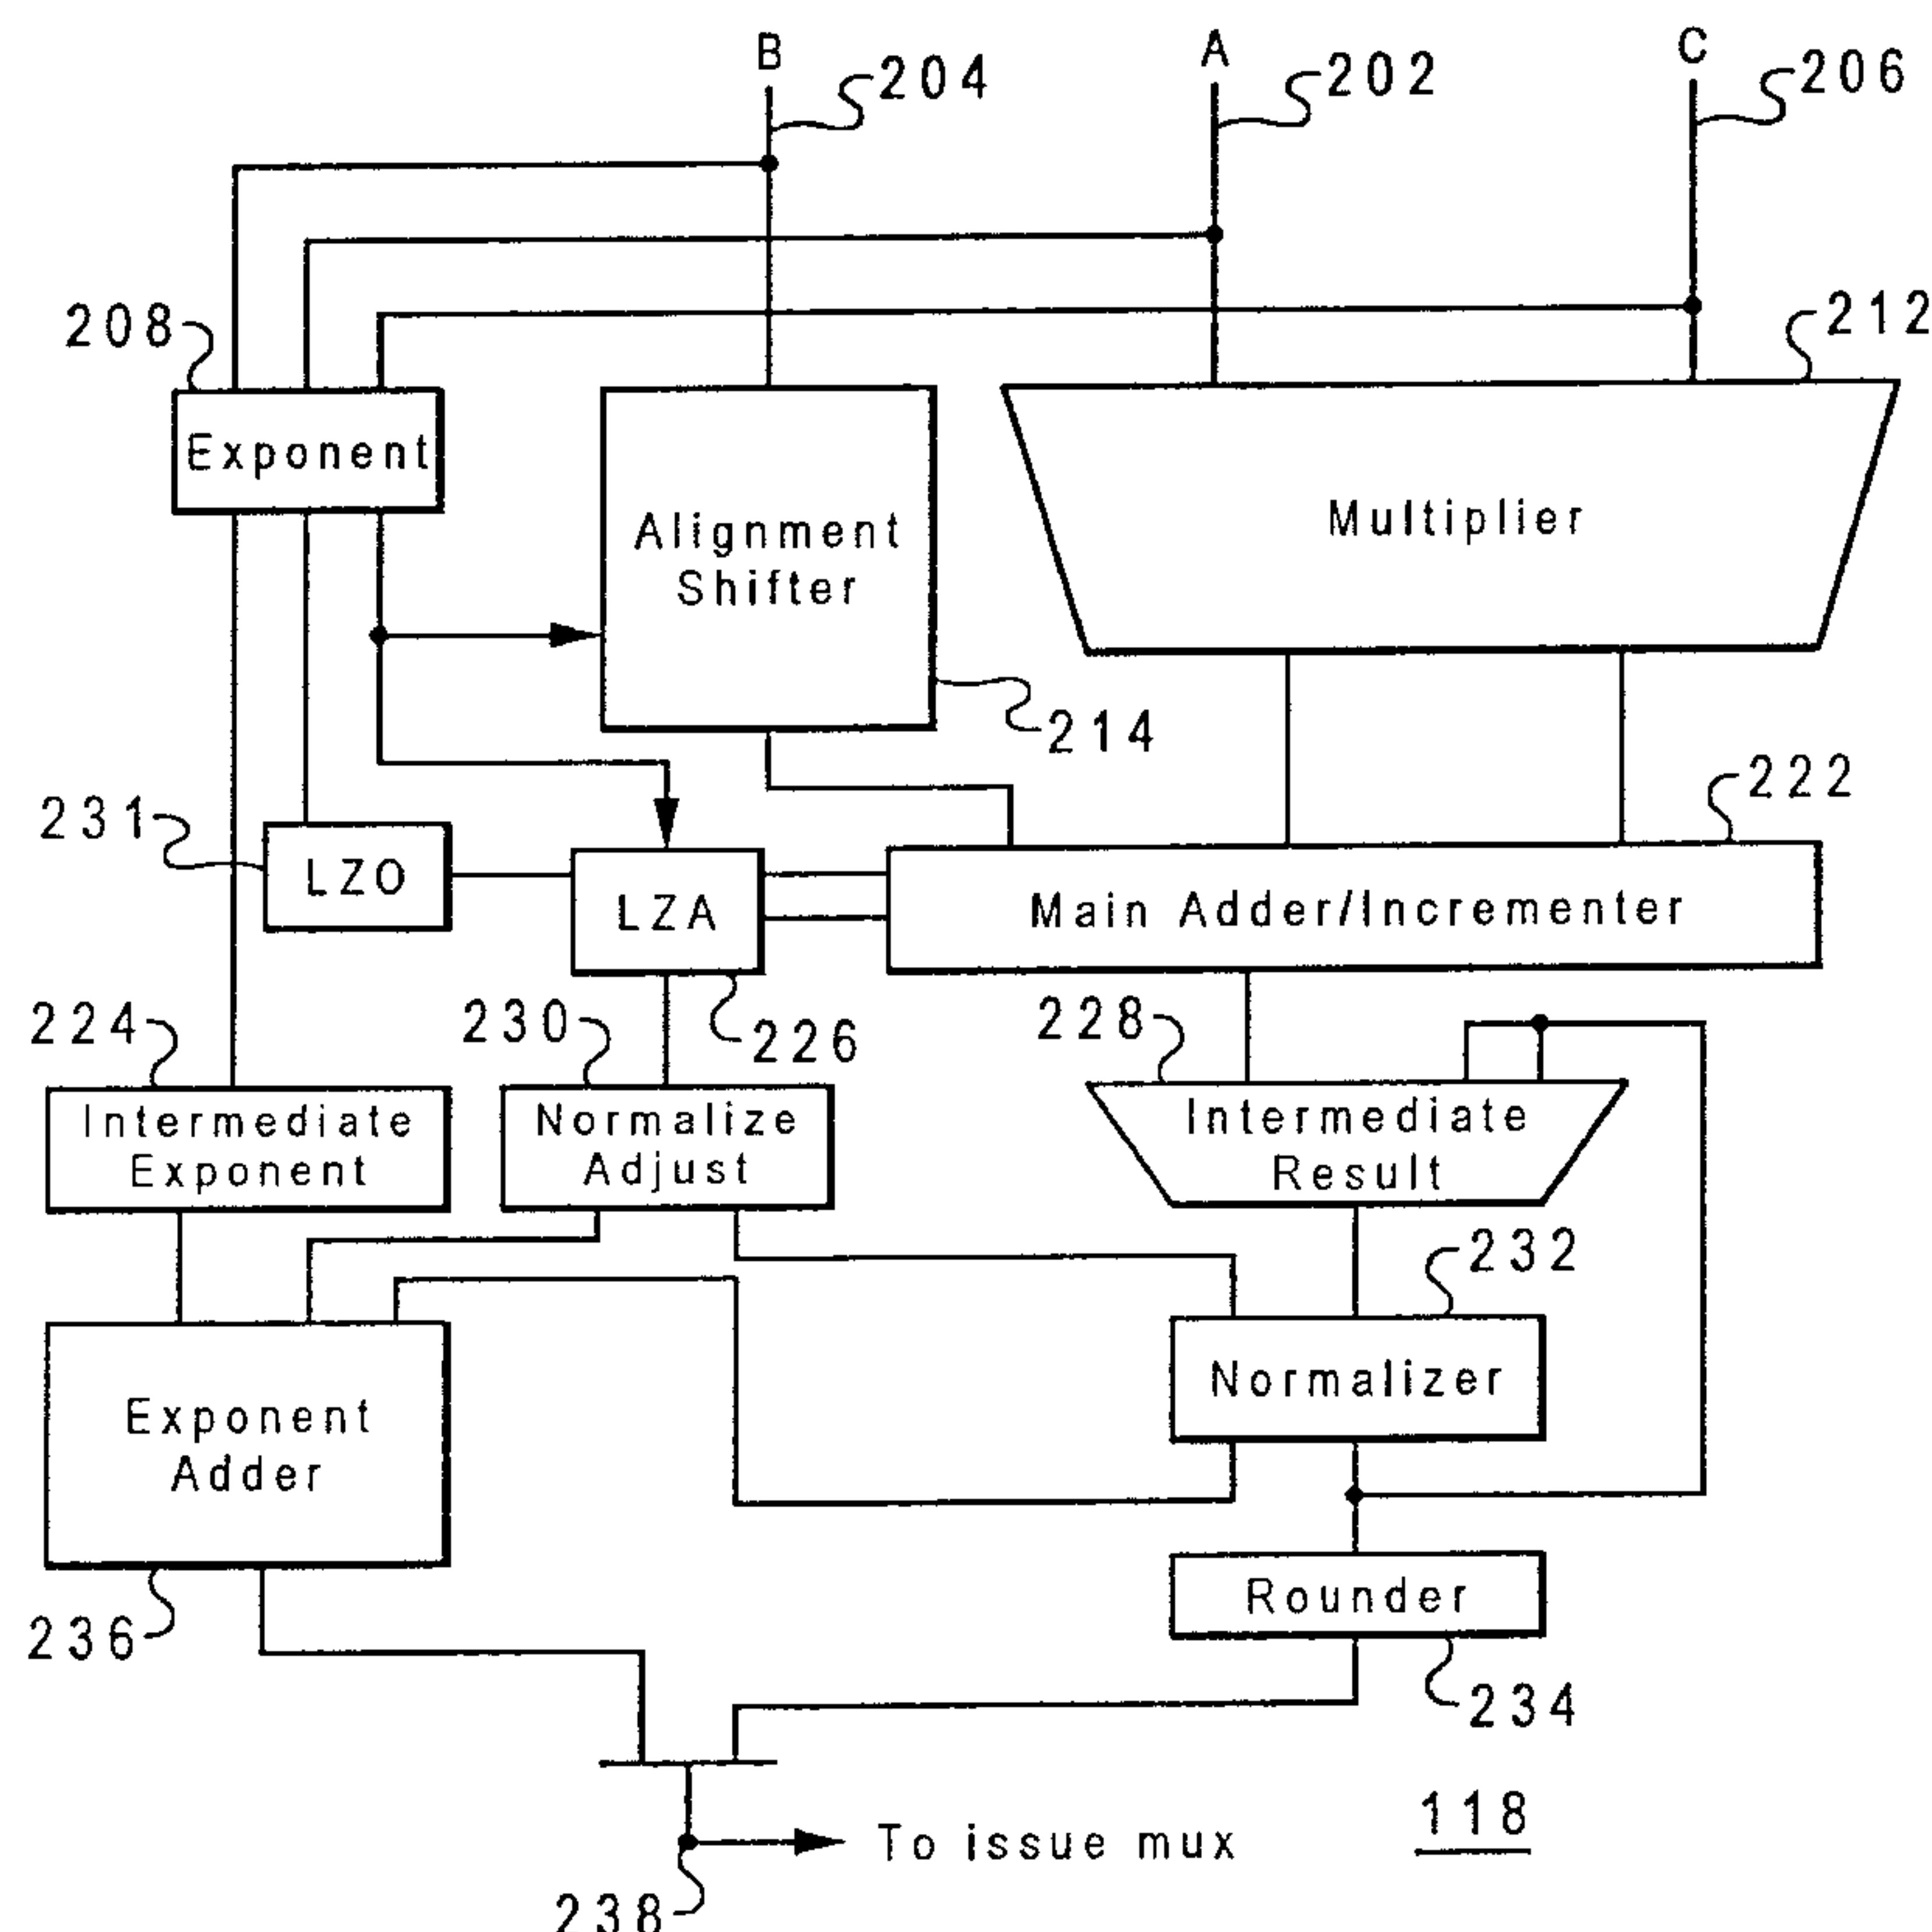 B
A
C
204
202
206
208
212
Exponent
Alignment
Shifter
Multiplier
214
222
231
LZO
LZA
Main Adder/Incrementer
224
230
226
228
Intermediate
Exponent
Normalize
Adjust
Intermediate
Result
232
Normalizer
Exponent
Adder
Rounder
236
234
118
To issue mux
238